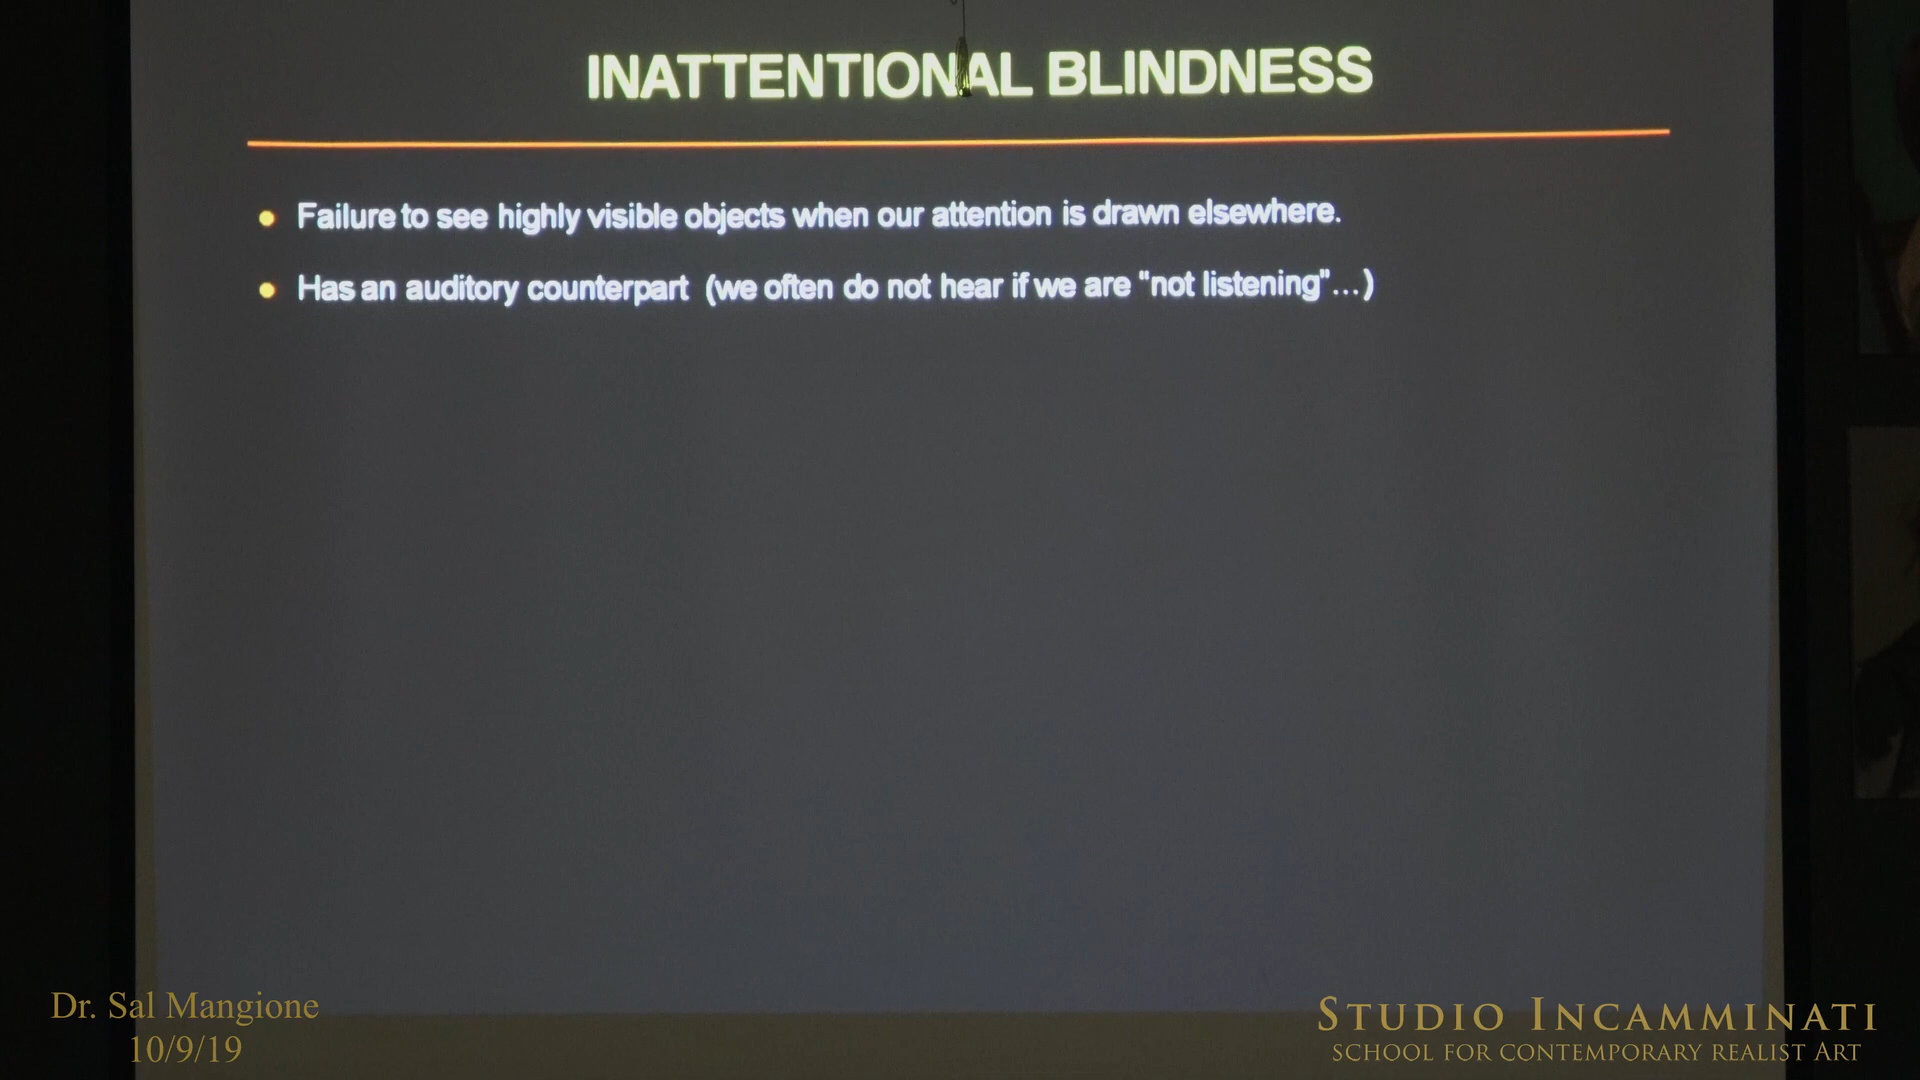 INATTENTIONAL BLINDNESS
• Failure to see highly visible objects when our attention is drawn elsewhere.
• Has an auditory counterpart (we often do not hear if we are "not listening"...)
Dr. Sal Mangione
10/9/19
STUDIO INCAMMINATI
SCHOOL FOR CONTEMPORARY REALIST ART